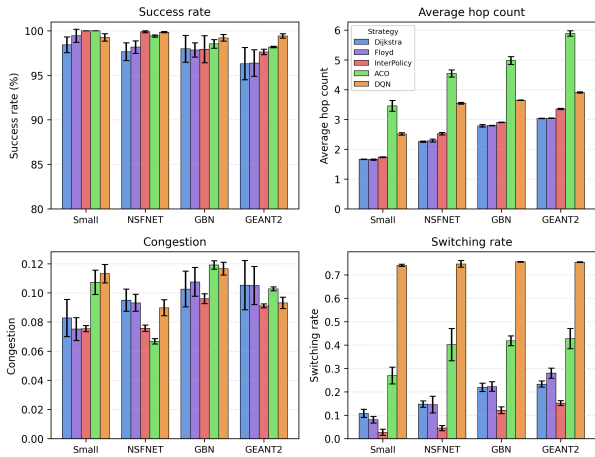 Success rate
Success rate (%)
100
95
90
85
80
Small
NSFNET
GBN
GEANT2
Average hop count
Average hop count
6
5
4
3
2
1
0
Strategy
Dijkstra
Floyd
InterPolicy
ACO
DQN
Small
NSFNET
GBN
GEANT2
Congestion
Congestion
0.12
0.10
0.08
0.06
0.04
0.02
0.00
Small
NSFNET
GBN
GEANT2
Switching rate
Switching rate
0.7
0.6
0.5
0.4
0.3
0.2
0.1
0.0
Small
NSFNET
GBN
GEANT2